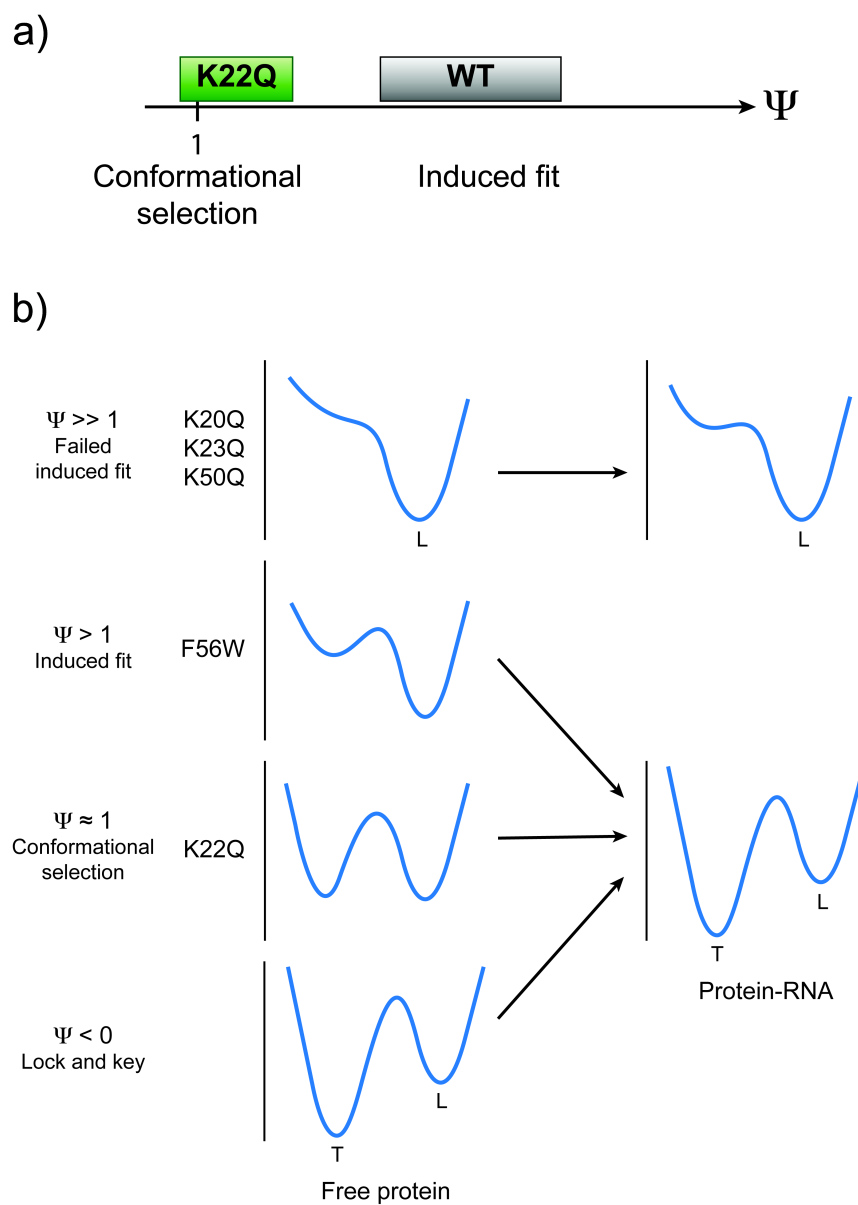 a)
K22Q
WT
Ψ
1
Conformational
selection
Induced fit
b)
Ψ >> 1
Failed
induced fit
K20Q
K23Q
K50Q
L
L
Ψ > 1
Induced fit
F56W
Ψ ≈ 1
Conformational
selection
K22Q
L
T
Protein-RNA
Ψ < 0
Lock and key
L
T
Free protein